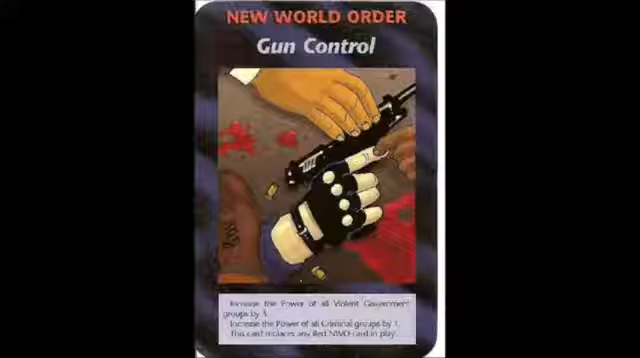 NEW WORLD ORDER
Gun Control
Increase the Power of all Violent Government
groups by 3.
Increase the Power of all Criminal groups by 1.
This card replaces any Red NWO card in play.